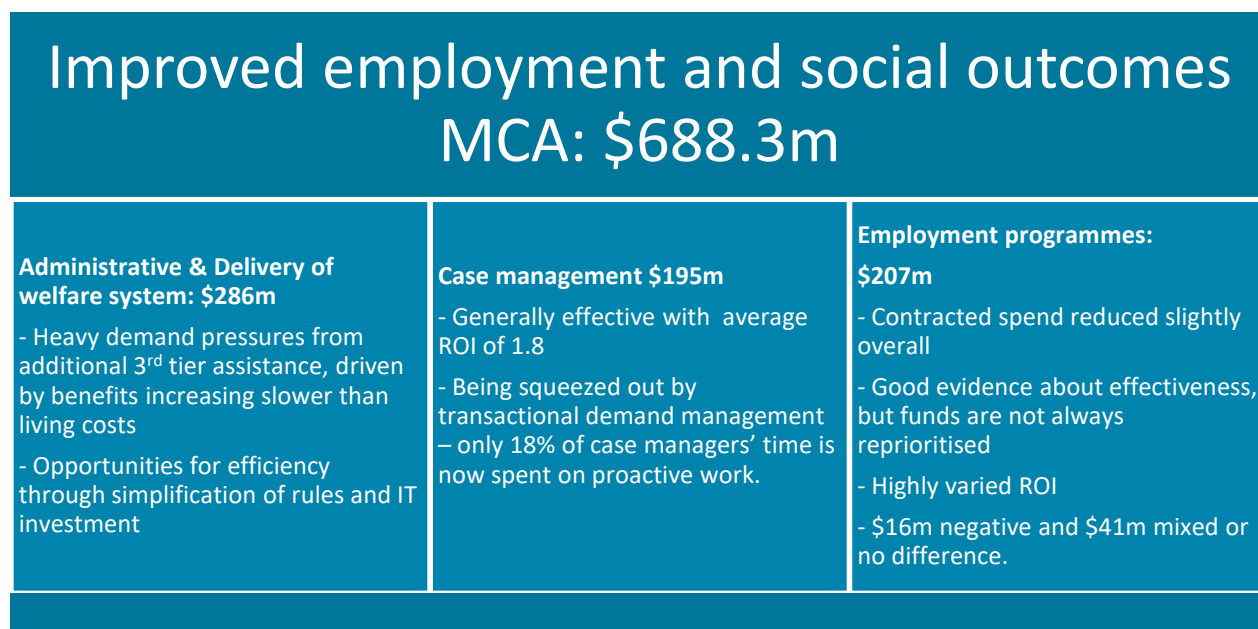 Improved employment and social outcomes
MCA: $688.3m
Administrative & Delivery of
welfare system: $286m
- Heavy demand pressures from
additional 3rd tier assistance, driven
by benefits increasing slower than
living costs
- Opportunities for efficiency
through simplification of rules and IT
investment
Case management $195m
- Generally effective with  average
ROI of 1.8
- Being squeezed out by
transactional demand management
– only 18% of case managers’ time is
now spent on proactive work.
Employment programmes:
$207m
- Contracted spend reduced slightly
overall
- Good evidence about effectiveness,
but funds are not always
reprioritised
- Highly varied ROI
- $16m negative and $41m mixed or
no difference.